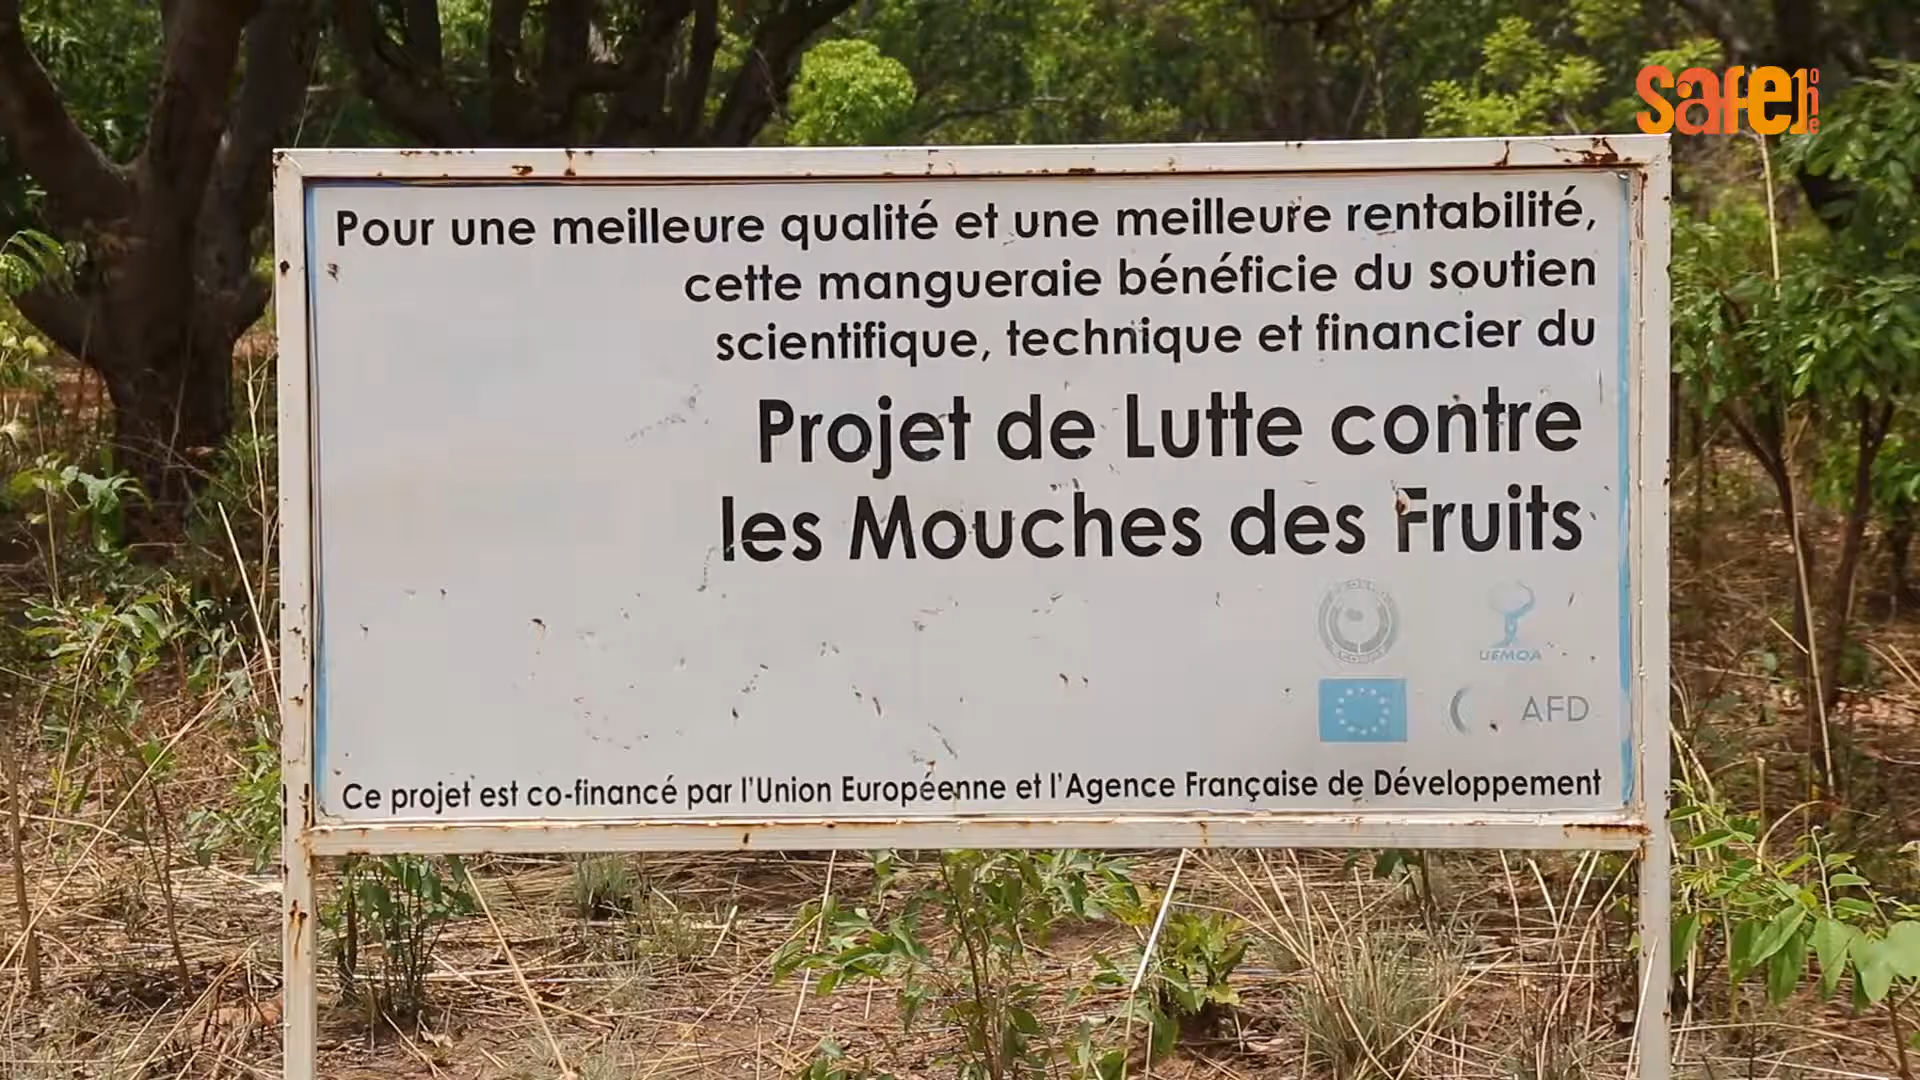 safe one
Pour une meilleure qualité et une meilleure rentabilité,
cette mangueraie bénéficie du soutien
scientifique, technique et financier du
Projet de Lutte contre
les Mouches des Fruits
UEMOA
AFD
Ce projet est co-financé par l'Union Européenne et l'Agence Française de Développement